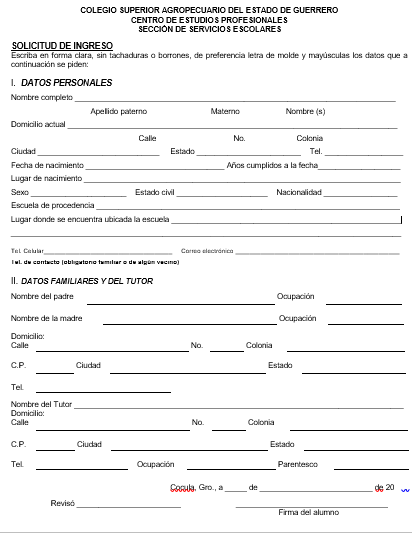 COLEGIO SUPERIOR AGROPECUARIO DEL ESTADO DE GUERRERO
CENTRO DE ESTUDIOS PROFESIONALES
SECCIÓN DE SERVICIOS ESCOLARES
SOLICITUD DE INGRESO
Escriba en forma clara, sin tachaduras o borrones, de preferencia letra de molde y mayúsculas los datos que a
continuación se piden:
I. DATOS PERSONALES
Nombre completo
Apellido paterno Materno Nombre (s)
Domicilio actual
Calle No. Colonia
Ciudad Estado Tel.
Fecha de nacimiento Años cumplidos a la fecha
Lugar de nacimiento
Sexo Estado civil Nacionalidad
Escuela de procedencia
Lugar donde se encuentra ubicada la escuela
Tel. Celular Correo electrónico
Tel. de contacto (obligatorio familiar o de algún vecino)
II. DATOS FAMILIARES Y DEL TUTOR
Nombre del padre Ocupación
Nombre de la madre Ocupación
Domicilio:
Calle No. Colonia
C.P. Ciudad Estado
Tel.
Nombre del Tutor
Domicilio:
Calle No. Colonia
C.P. Ciudad Estado
Tel. Ocupación Parentesco
Cocula, Gro., a de de 20
Revisó
Firma del alumno